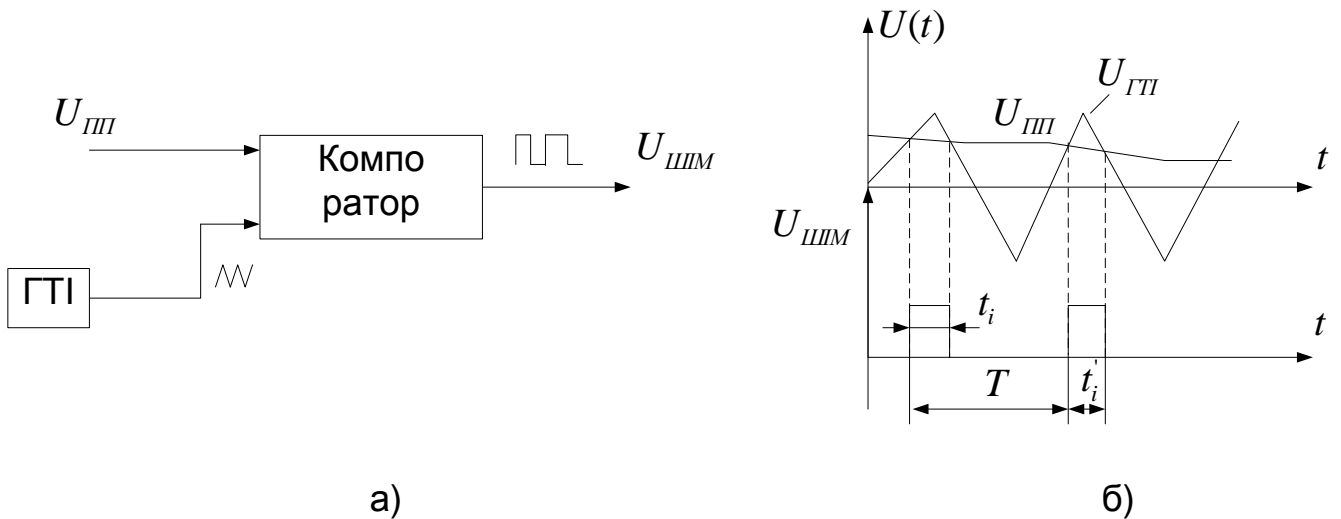 U_ПП
Компо
ратор
U_ШІМ
ГТІ
а)
U(t)
U_ГТІ
U_ПП
t
U_ШІМ
t_i
t
T
t_i'
б)